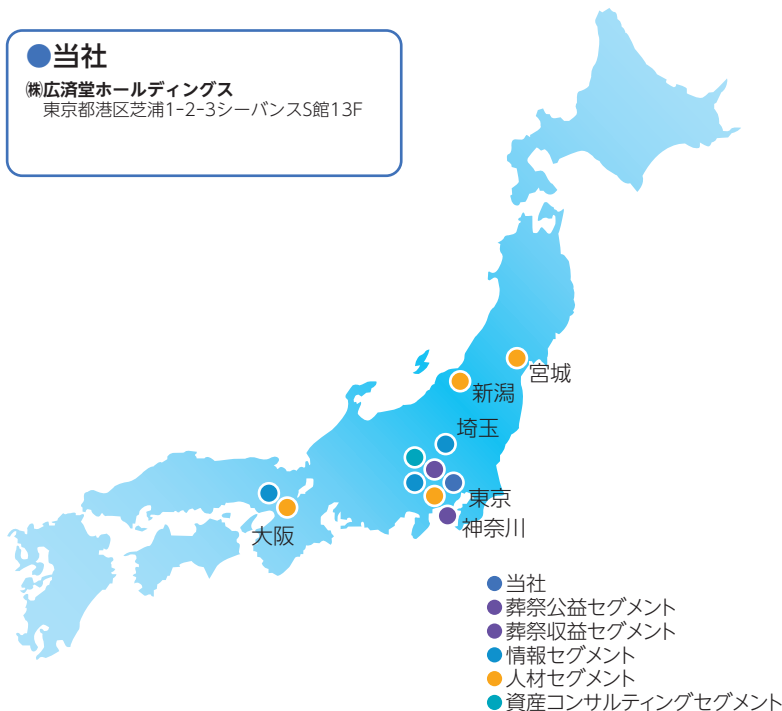 ●当社
㈱広済堂ホールディングス
東京都港区芝浦1-2-3シーバンスS館13F
宮城
新潟
埼玉
東京
神奈川
大阪
●当社
●葬祭公益セグメント
●葬祭収益セグメント
●情報セグメント
●人材セグメント
●資産コンサルティングセグメント